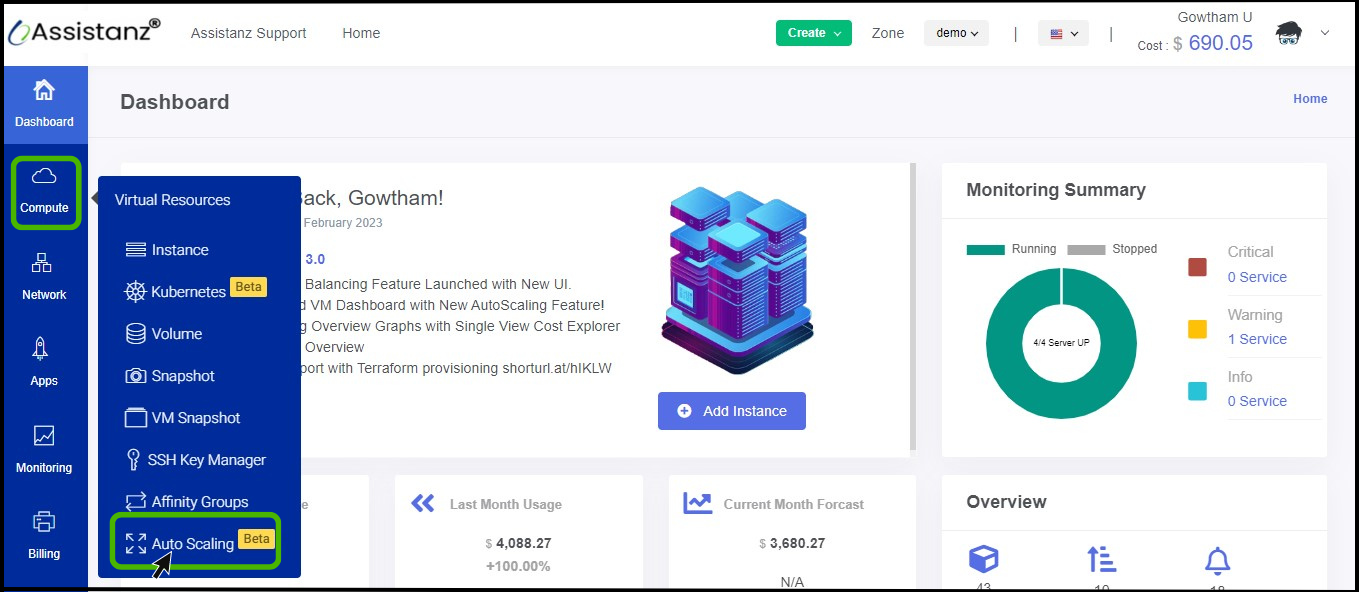 Assistanz®
Assistanz Support
Home
Create
Zone
demo
|
|
Gowtham U
Cost : $ 690.05
Dashboard
Compute
Network
Apps
Monitoring
Billing
Dashboard
Home
Virtual Resources
Instance
Kubernetes Beta
Volume
Snapshot
VM Snapshot
SSH Key Manager
Affinity Groups
Auto Scaling Beta
Back, Gowtham!
February 2023
3.0
Balancing Feature Launched with New UI.
VM Dashboard with New AutoScaling Feature!
Overview Graphs with Single View Cost Explorer
Overview
with Terraform provisioning shorturl.at/hIKLW
Add Instance
Monitoring Summary
Running
Stopped
4/4 Server UP
Critical
0 Service
Warning
1 Service
Info
0 Service
Last Month Usage
$ 4,088.27
+100.00%
Current Month Forcast
$ 3,680.27
N/A
Overview